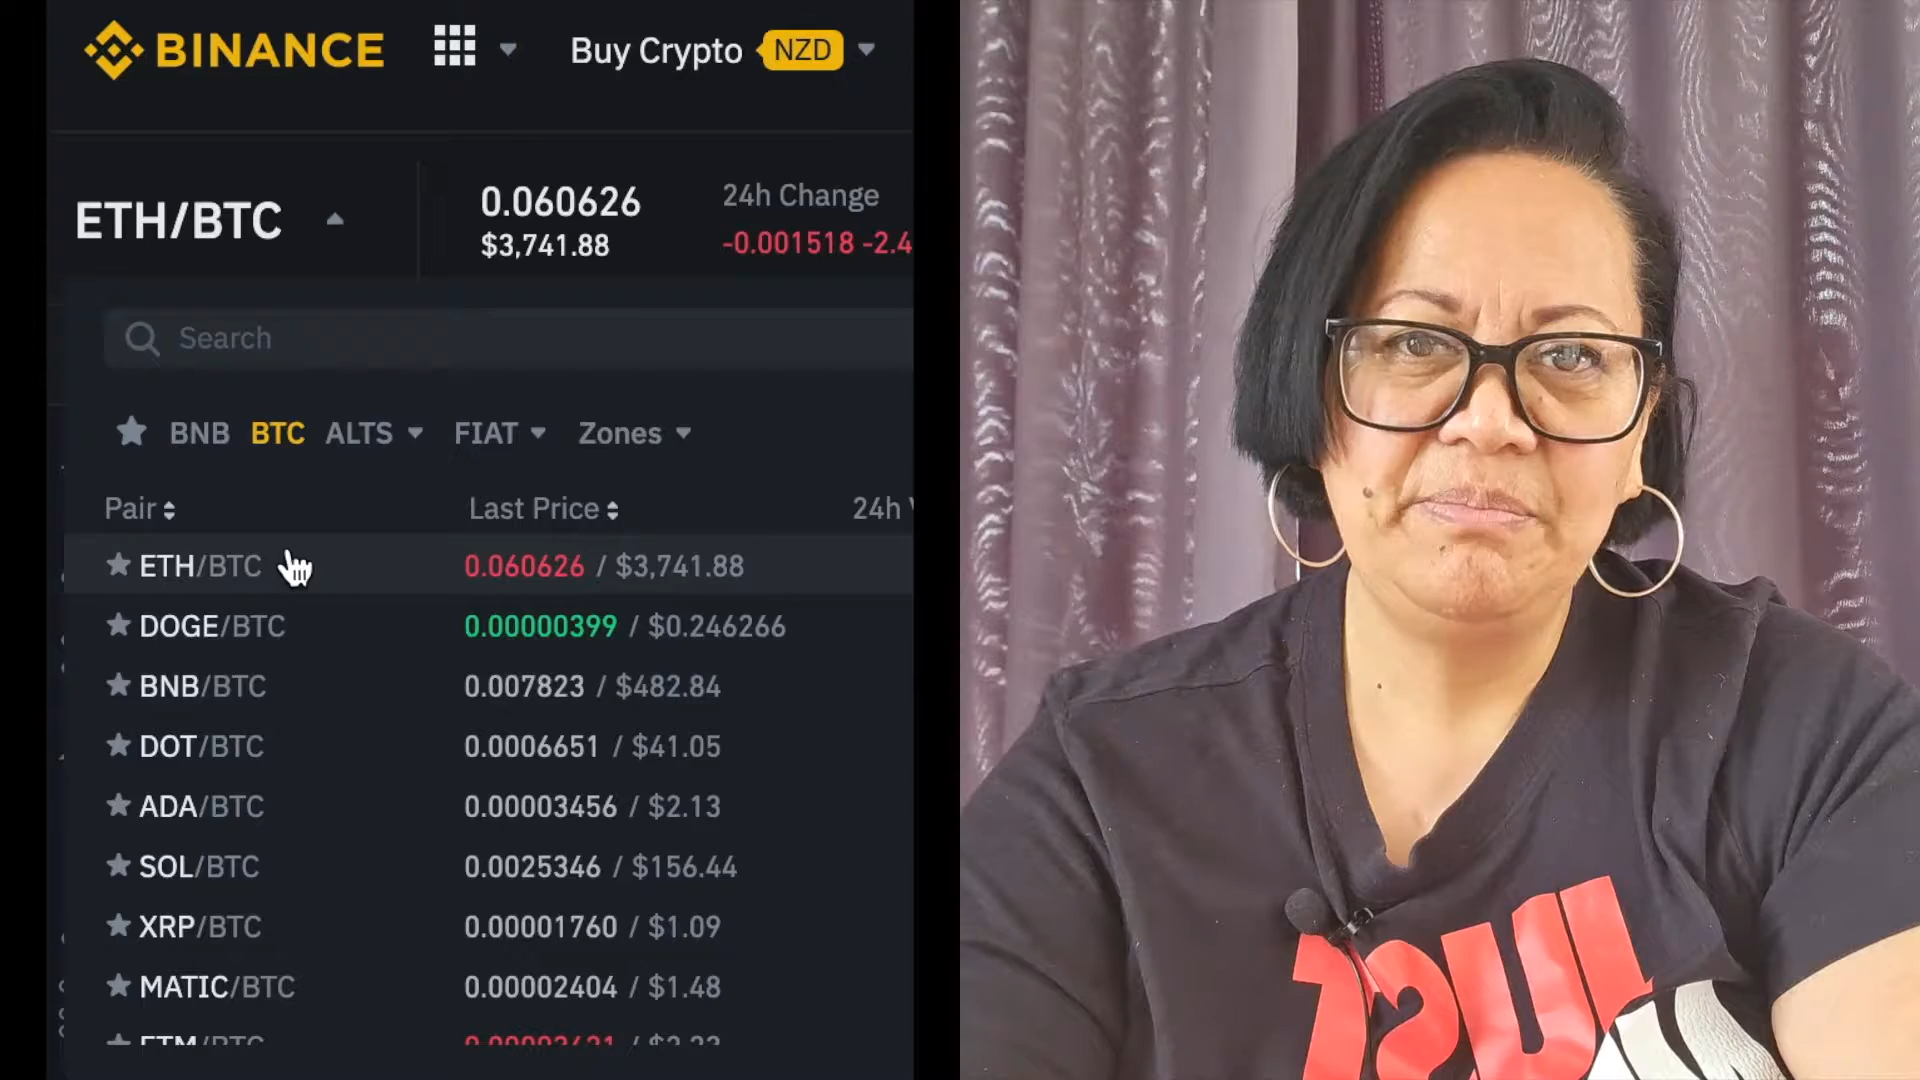 BINANCE
Buy Crypto NZD
ETH/BTC
0.060626
$3,741.88
24h Change
-0.001518 -2.4
Search
BNB BTC ALTS FIAT Zones
Pair Last Price 24h
ETH/BTC 0.060626 / $3,741.88
DOGE/BTC 0.00000399 / $0.246266
BNB/BTC 0.007823 / $482.84
DOT/BTC 0.0006651 / $41.05
ADA/BTC 0.00003456 / $2.13
SOL/BTC 0.0025346 / $156.44
XRP/BTC 0.00001760 / $1.09
MATIC/BTC 0.00002404 / $1.48
JUST